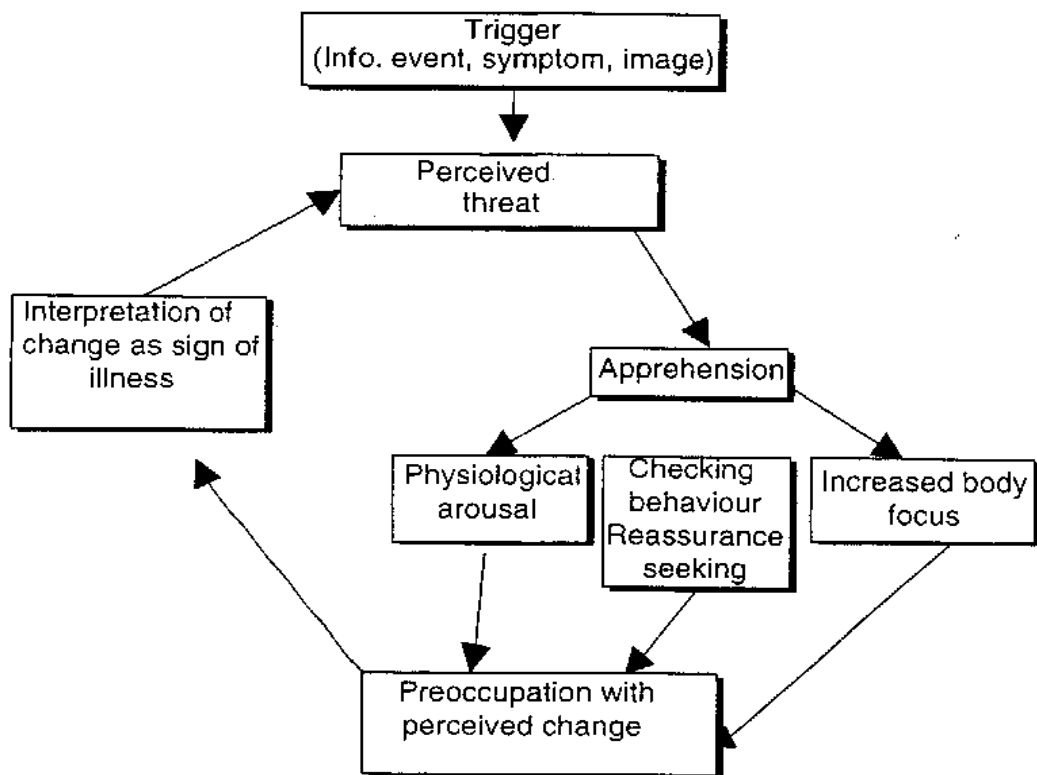 Trigger
(Info. event, symptom, image)
Perceived
threat
Interpretation of
change as sign of
illness
Apprehension
Physiological
arousal
Checking
behaviour
Reassurance
seeking
Increased body
focus
Preoccupation with
perceived change